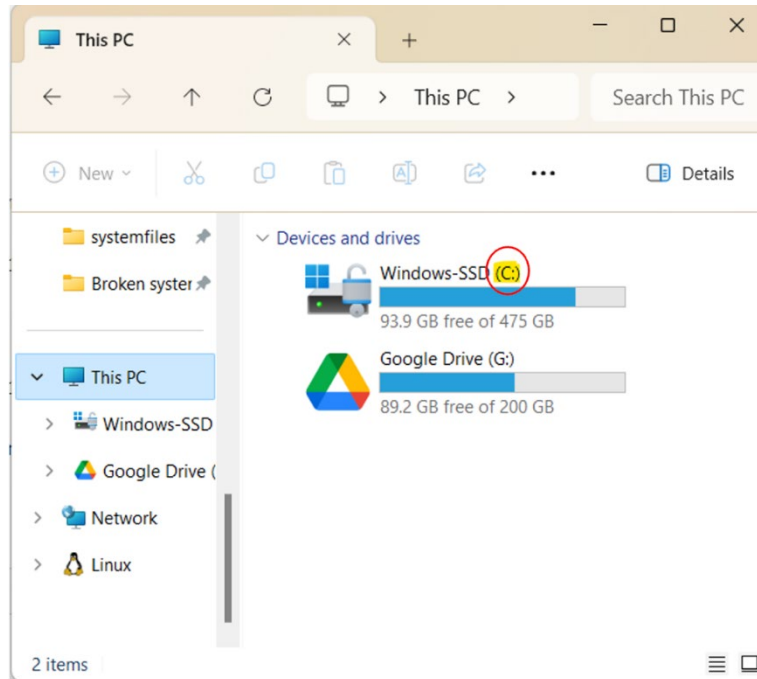 This PC
This PC
Search This PC
New
Details
systemfiles
Broken syster
This PC
Windows-SSD
Google Drive (
Network
Linux
Devices and drives
Windows-SSD (C:)
93.9 GB free of 475 GB
Google Drive (G:)
89.2 GB free of 200 GB
2 items